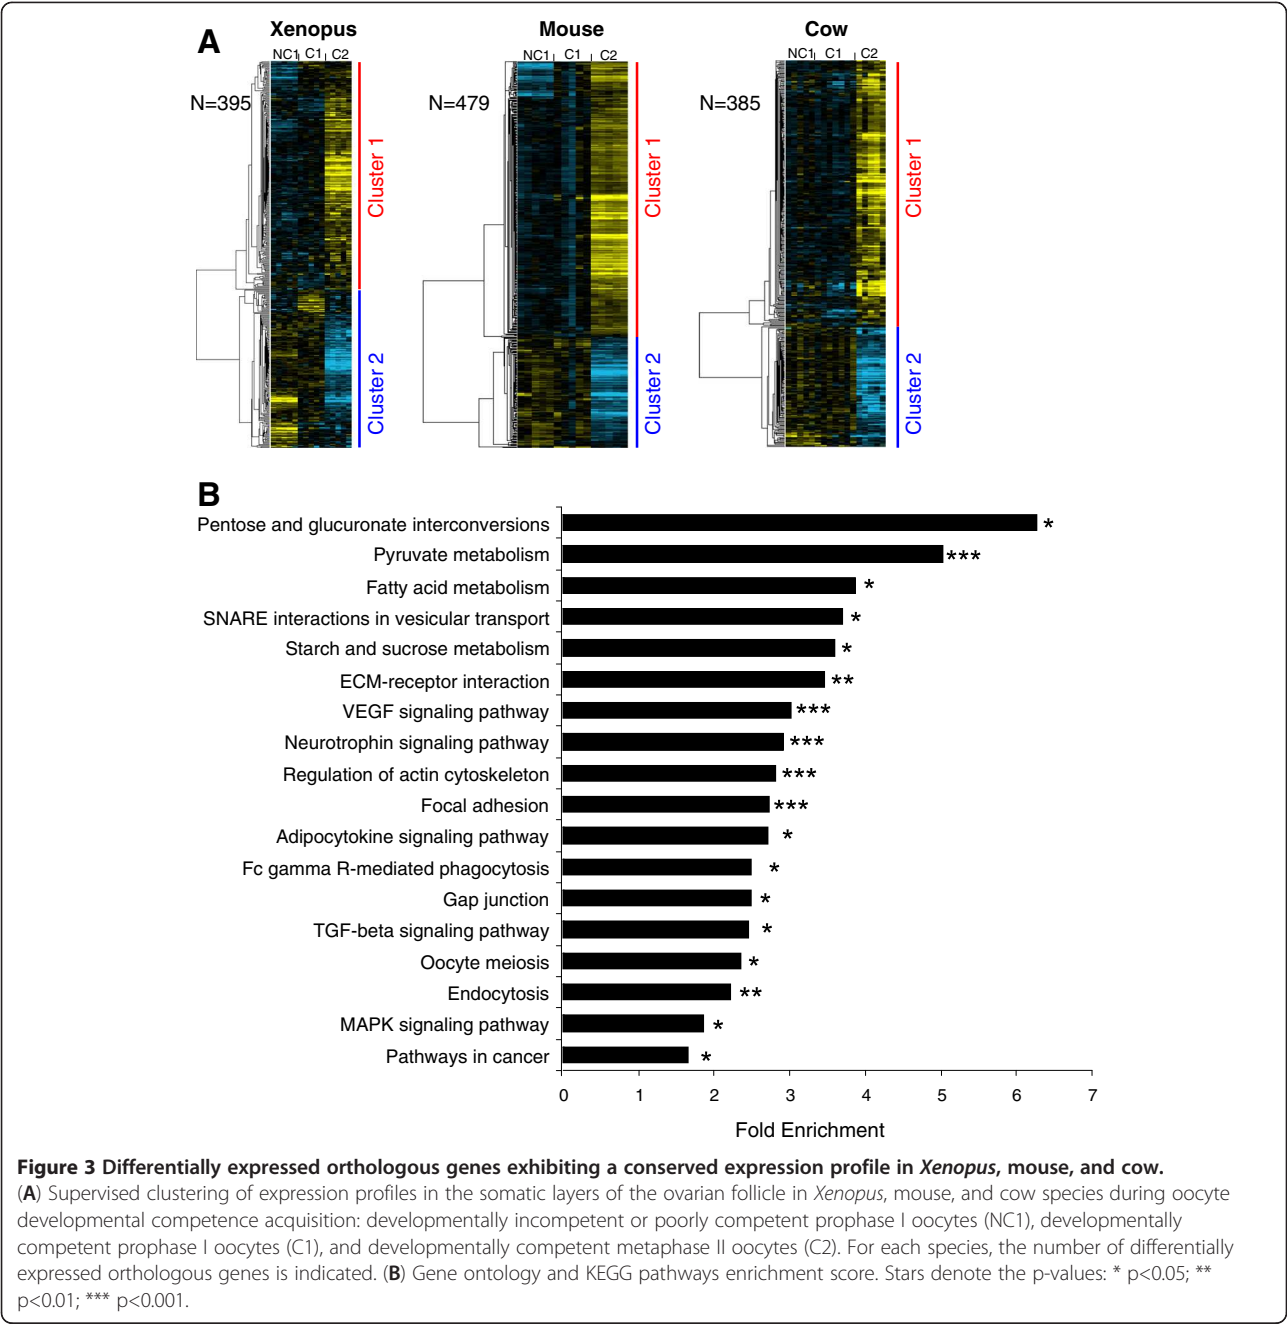 A
Xenopus
Mouse
Cow
NC1 C1 C2
NC1 C1 C2
NC1 C1 C2
N=395
N=479
N=385
Cluster 1
Cluster 2
Cluster 1
Cluster 2
Cluster 1
Cluster 2
B
Pentose and glucuronate interconversions *
Pyruvate metabolism ***
Fatty acid metabolism *
SNARE interactions in vesicular transport *
Starch and sucrose metabolism *
ECM-receptor interaction **
VEGF signaling pathway ***
Neurotrophin signaling pathway ***
Regulation of actin cytoskeleton ***
Focal adhesion ***
Adipocytokine signaling pathway *
Fc gamma R-mediated phagocytosis *
Gap junction *
TGF-beta signaling pathway *
Oocyte meiosis *
Endocytosis **
MAPK signaling pathway *
Pathways in cancer *
0 1 2 3 4 5 6 7
Fold Enrichment
Figure 3 Differentially expressed orthologous genes exhibiting a conserved expression profile in Xenopus, mouse, and cow.
(A) Supervised clustering of expression profiles in the somatic layers of the ovarian follicle in Xenopus, mouse, and cow species during oocyte
developmental competence acquisition: developmentally incompetent or poorly competent prophase I oocytes (NC1), developmentally
competent prophase I oocytes (C1), and developmentally competent metaphase II oocytes (C2). For each species, the number of differentially
expressed orthologous genes is indicated. (B) Gene ontology and KEGG pathways enrichment score. Stars denote the p-values: * p<0.05; **
p<0.01; *** p<0.001.